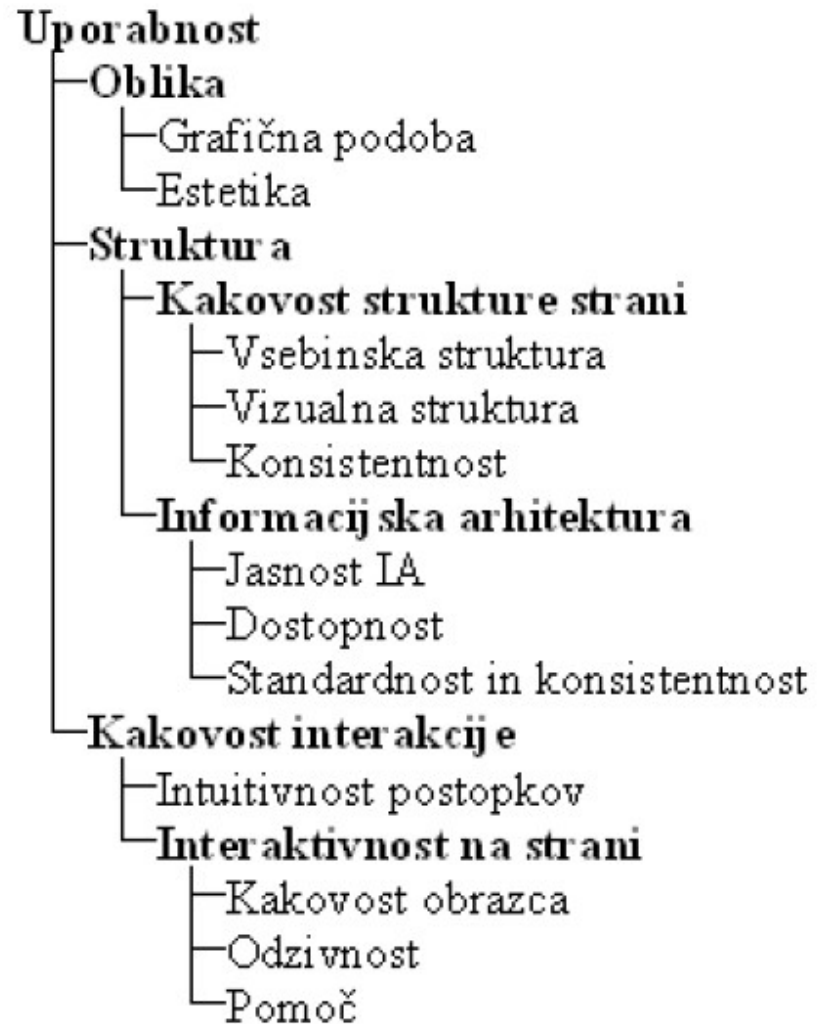 Uporabnost
Oblika
Grafična podoba
Estetika
Struktura
Kakovost strukture strani
Vsebinska struktura
Vizualna struktura
Konsistentnost
Informacijska arhitektura
Jasnost IA
Dostopnost
Standardnost in konsistentnost
Kakovost interakcije
Intuitivnost postopkov
Interaktivnost na strani
Kakovost obrazca
Odzivnost
Pomoč